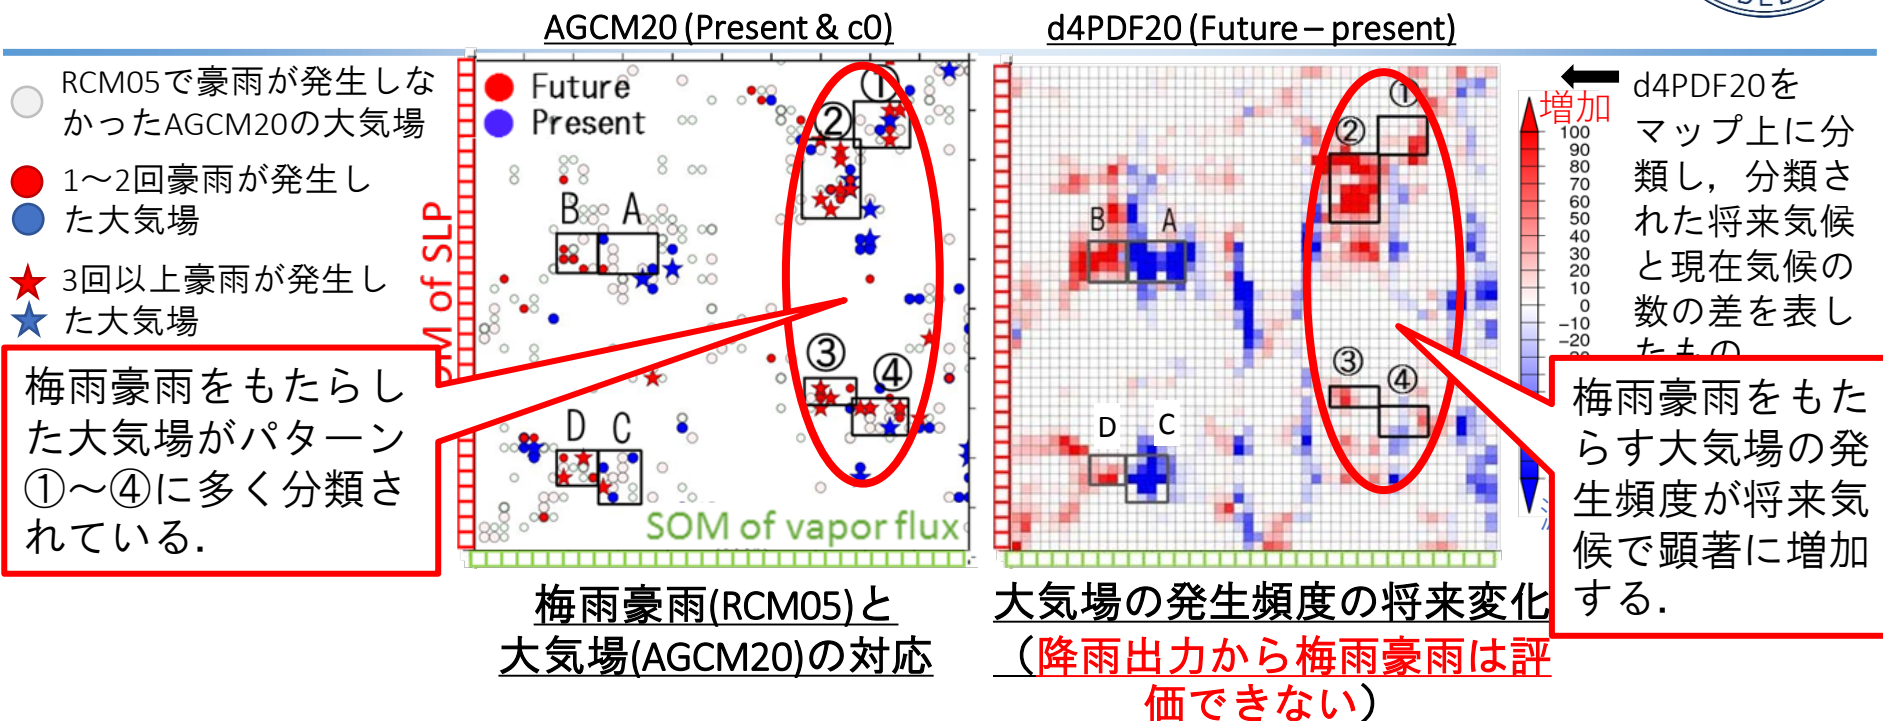 AGCM20 (Present & c0)
d4PDF20 (Future – present)
RCM05で豪雨が発生しな
かったAGCM20の大気場
1～2回豪雨が発生し
た大気場
3回以上豪雨が発生し
た大気場
Future
Present
①
②
B
A
③
④
D
C
SOM of vapor flux
of SLP
梅雨豪雨をもたらし
た大気場がパターン
①～④に多く分類さ
れている.
梅雨豪雨(RCM05)と
大気場(AGCM20)の対応
①
②
B
A
③
④
D
C
増加
100
90
80
70
60
50
40
30
20
10
0
−10
−20
d4PDF20を
マップ上に分
類し，分類さ
れた将来気候
と現在気候の
数の差を表し
たもの
梅雨豪雨をもた
らす大気場の発
生頻度が将来気
候で顕著に増加
する.
大気場の発生頻度の将来変化
（降雨出力から梅雨豪雨は評
価できない）